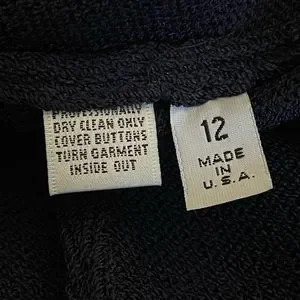 PROFESSIONALLY
DRY CLEAN ONLY
COVER BUTTONS
TURN GARMENT
INSIDE OUT
12
MADE
IN
U.S.A.